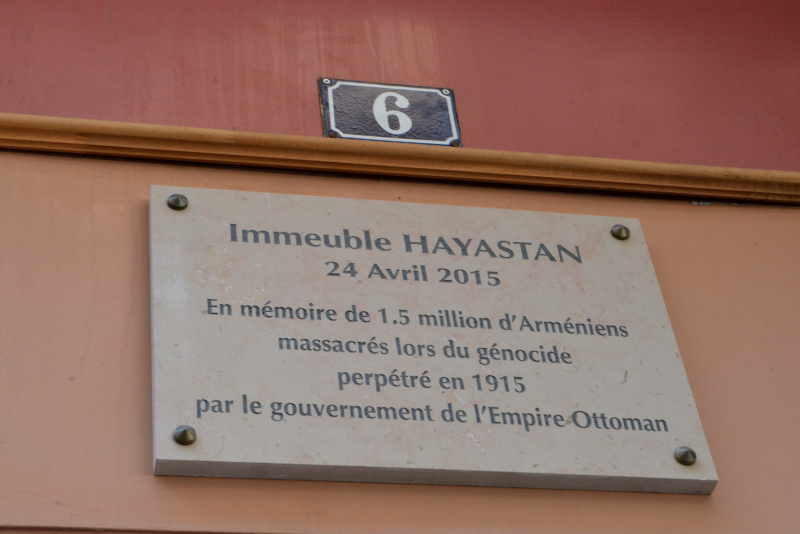 6
Immeuble HAYASTAN
24 Avril 2015
En mémoire de 1.5 million d'Arméniens
massacrés lors du génocide
perpétré en 1915
par le gouvernement de l'Empire Ottoman